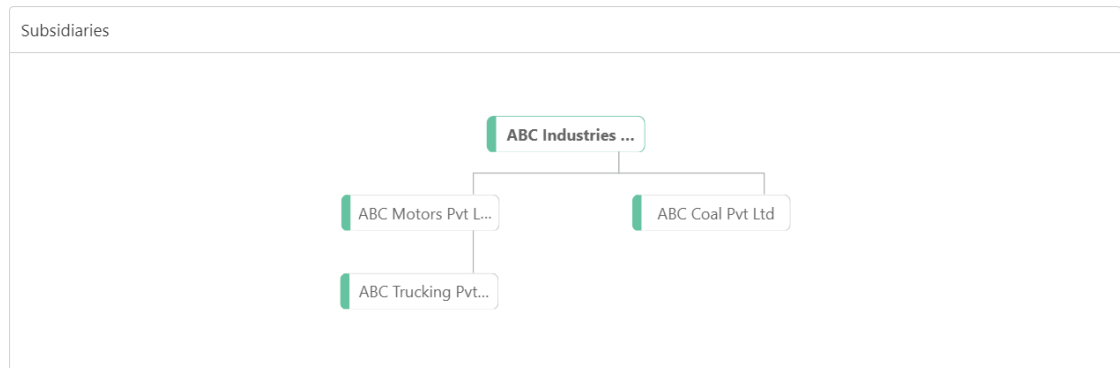 Subsidiaries
ABC Industries ...
ABC Motors Pvt L...
ABC Coal Pvt Ltd
ABC Trucking Pvt...